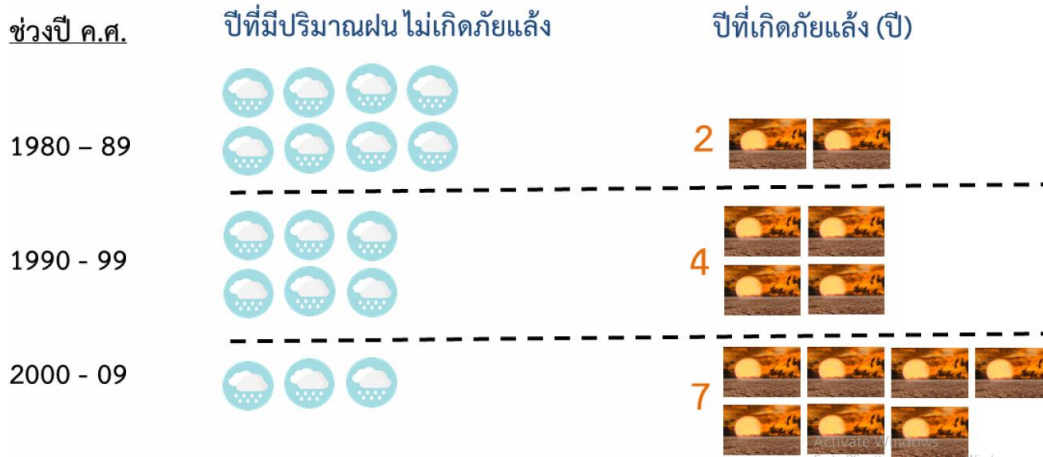 ช่วงปี ค.ศ. ปีที่มีปริมาณฝน ไม่เกิดภัยแล้ง ปีที่เกิดภัยแล้ง (ปี)
1980 – 89 2
1990 - 99 4
2000 - 09 7
Activate Windows